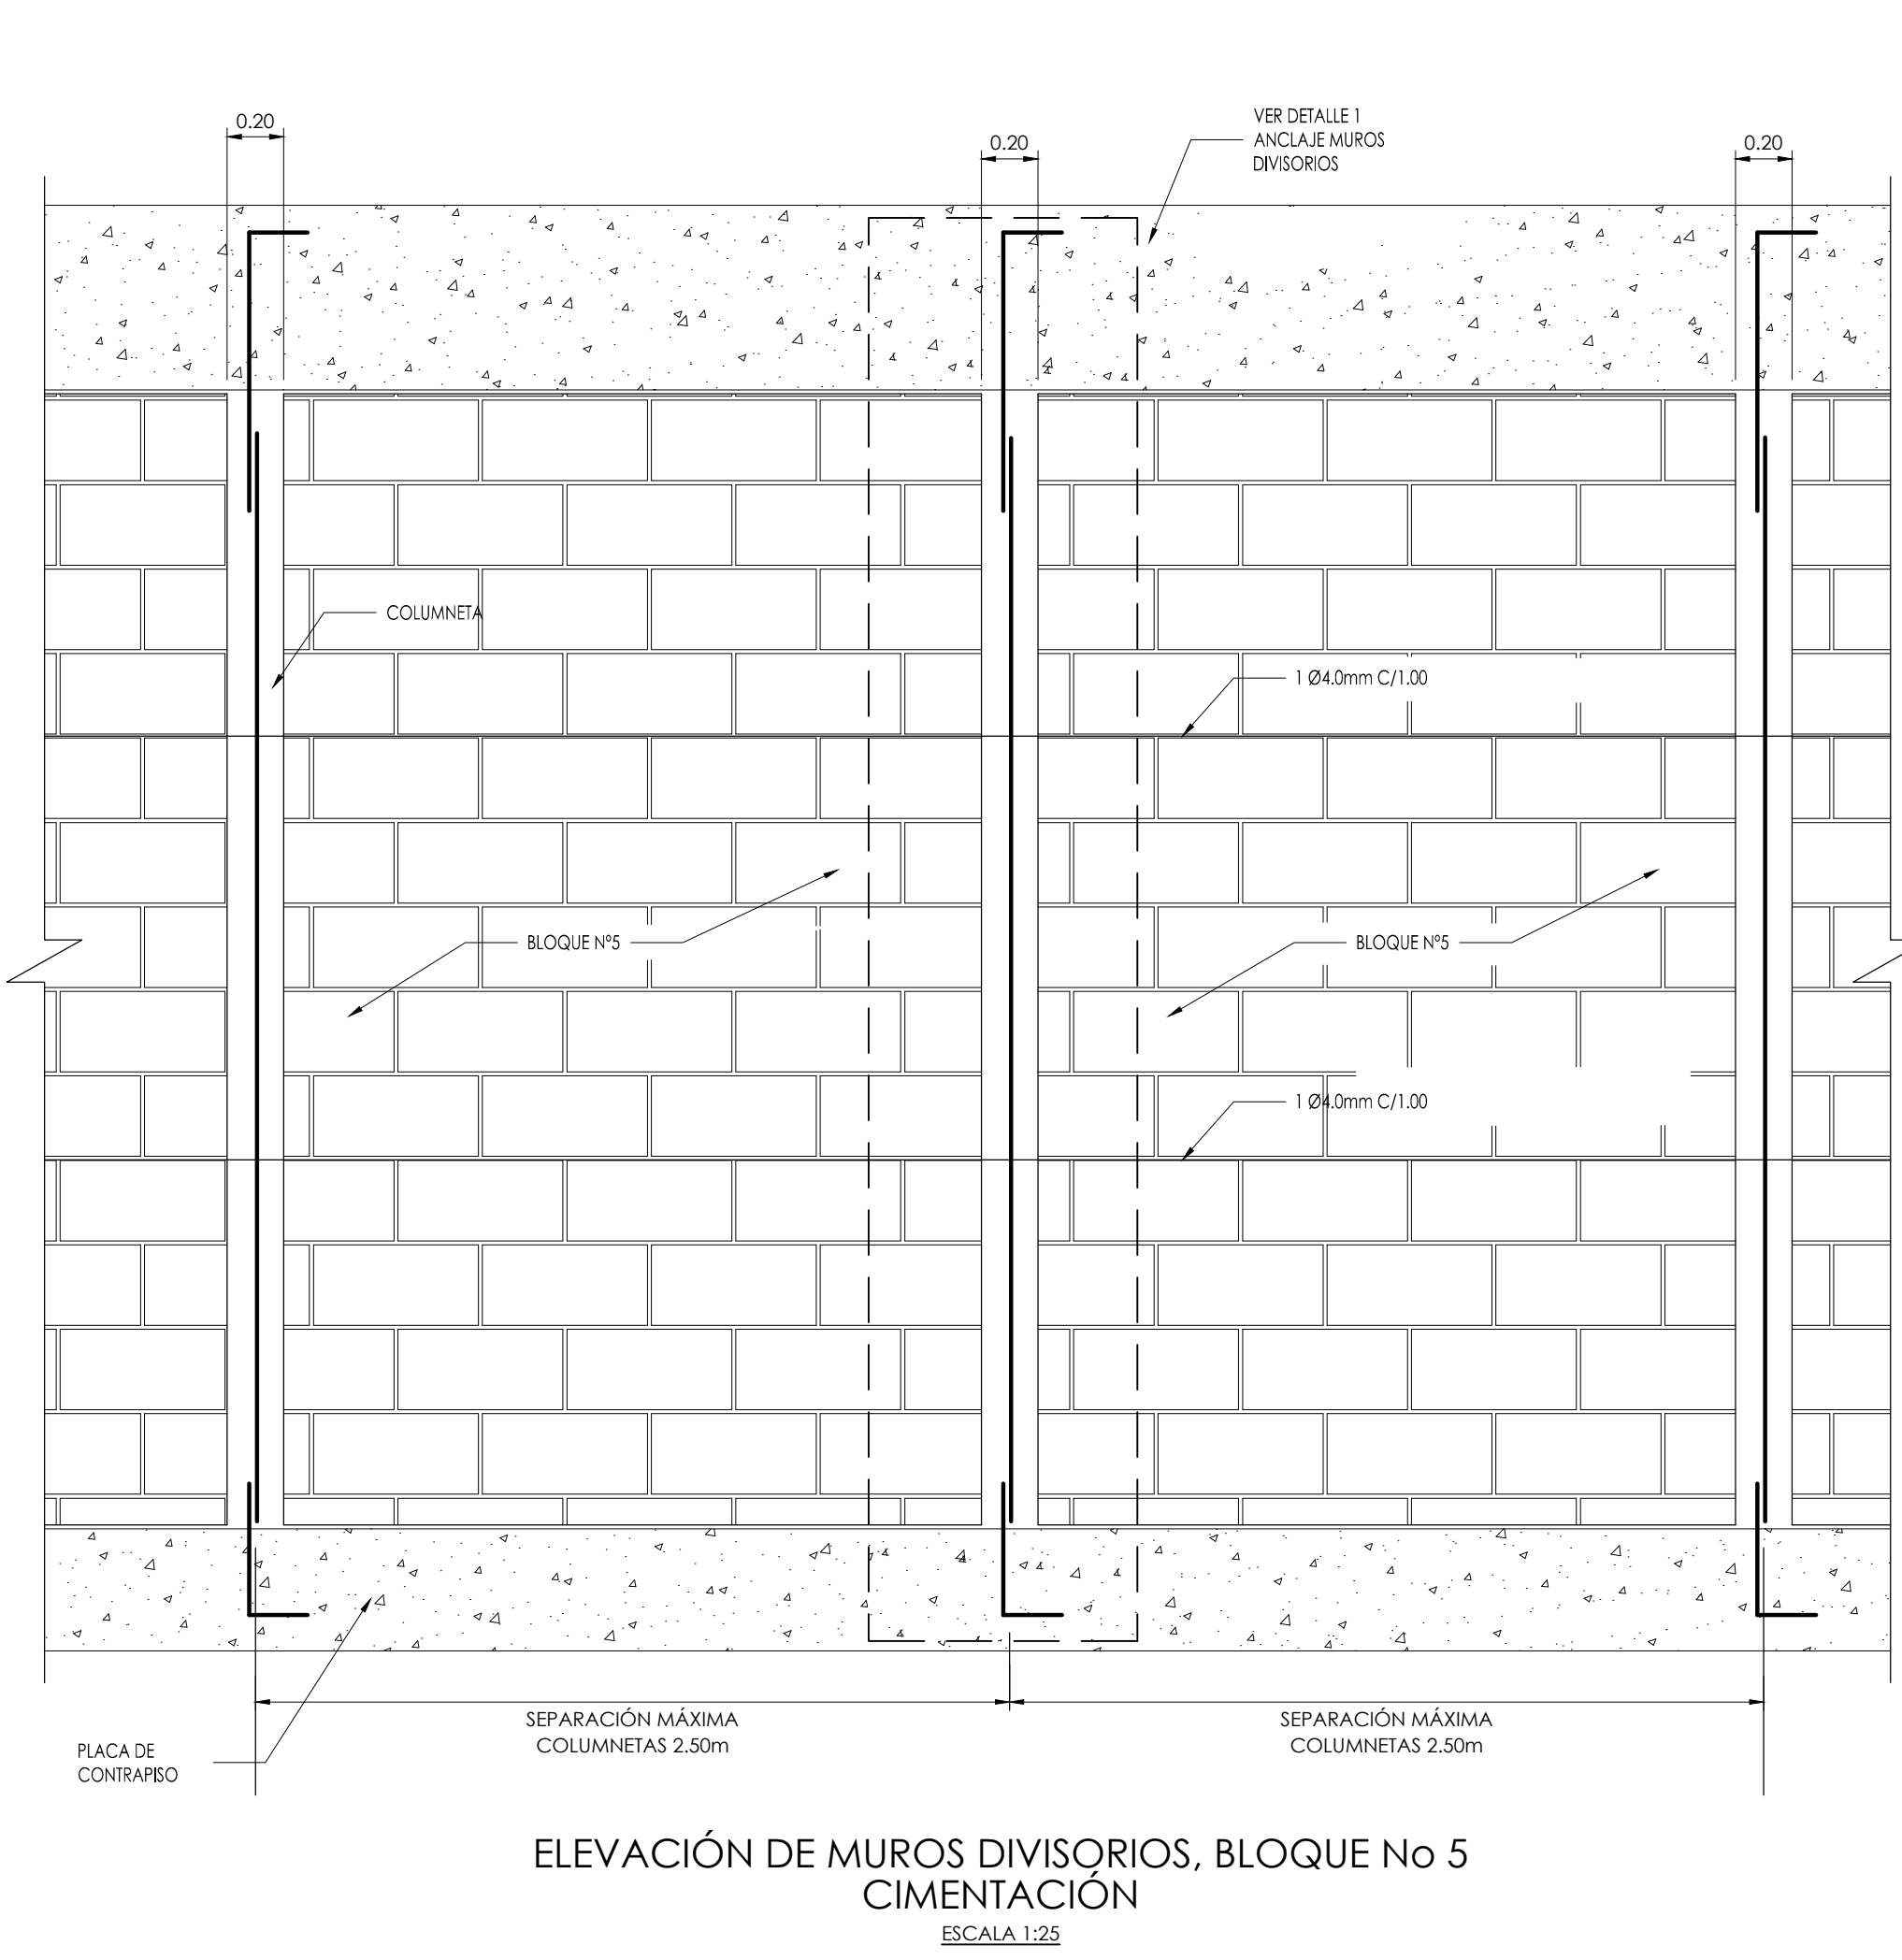 0.20
0.20
0.20
VER DETALLE 1
ANCLAJE MUROS
DIVISORIOS
COLUMNETA
1 Ø4.0mm C/1.00
BLOQUE Nº5
BLOQUE Nº5
1 Ø4.0mm C/1.00
SEPARACIÓN MÁXIMA
COLUMNETAS 2.50m
SEPARACIÓN MÁXIMA
COLUMNETAS 2.50m
PLACA DE
CONTRAPISO
ELEVACIÓN DE MUROS DIVISORIOS, BLOQUE No 5
CIMENTACIÓN
ESCALA 1:25